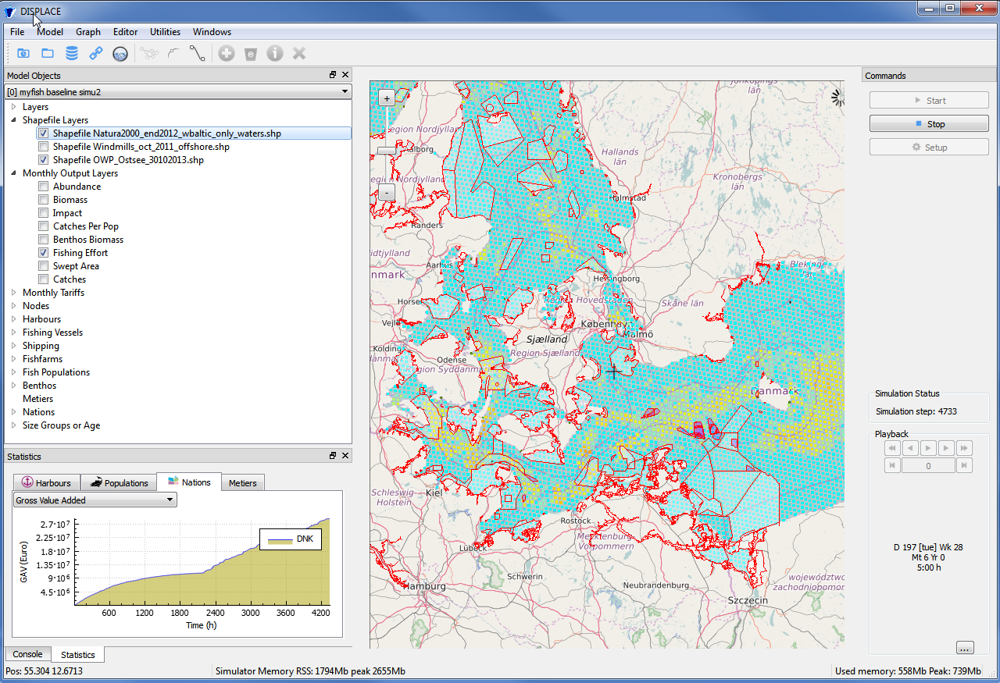 DISPLACE
File Model Graph Editor Utilities Windows
Model Objects
[0] myfish baseline simu2
Layers
Shapefile Layers
Shapefile Natura2000_end2012_wbaltic_only_waters.shp
Shapefile Windmills_oct_2011_offshore.shp
Shapefile OWP_Ostsee_30102013.shp
Monthly Output Layers
Abundance
Biomass
Impact
Catches Per Pop
Benthos Biomass
Fishing Effort
Swept Area
Catches
Monthly Tariffs
Nodes
Harbours
Fishing Vessels
Shipping
Fishfarms
Fish Populations
Benthos
Metiers
Nations
Size Groups or Age
Statistics
Harbours Populations Nations Metiers
Gross Value Added
GAV(Euro)
2.7*10⁷
2.25*10⁷
1.8*10⁷
1.35*10⁷
9*10⁶
4.5*10⁶
DNK
600 1200 1800 2400 3000 3600 4200
Time (h)
Console Statistics
+
-
Jönköpings
län
egion Nordjylland
Aalborg
egion Nordjylland
Hallands
län
Kronobergs
län
Halmstad
Randers
idtjylland
nmark
Aarhus
Blekinge
län
Helsingborg
Horsens
Region Hovedstaden
Skåne län
Vejle
København
Malmö
Sjælland
Region Sjælland
Kolding
Odense
Region Syddanmark
Danmark
Schleswig-
Holstein
Kiel
Rostock
Mecklenburg-
Vorpommern
Lübeck
Schwerin
Hamburg
Neubrandenburg
województwo
zachodniopomor
Szczecin
Commands
Start
Stop
Setup
Simulation Status
Simulation step: 4733
Playback
0
D 197 [tue] Wk 28
Mt 6 Yr 0
5:00 h
...
Pos: 55.304 12.6713
Simulator Memory RSS: 1794Mb peak 2655Mb
Used memory: 558Mb Peak: 739Mb